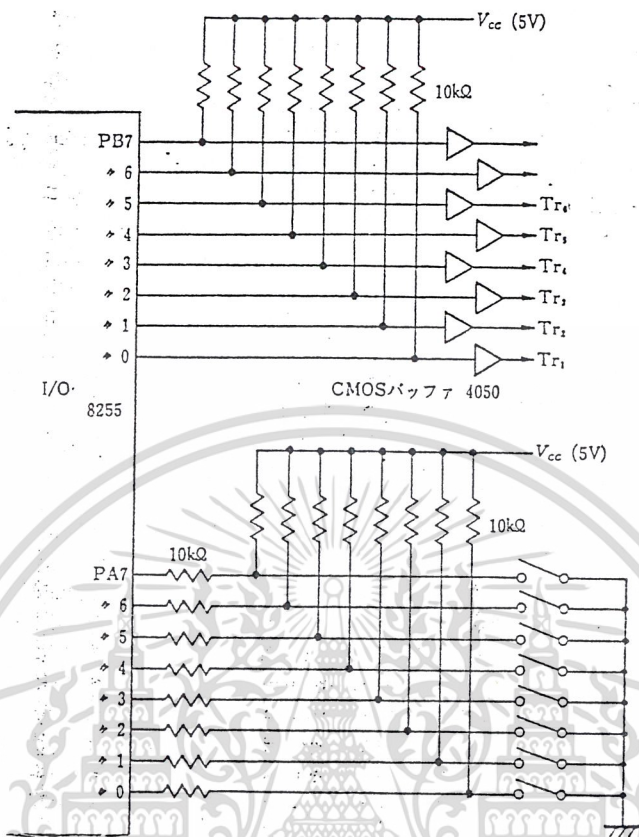 Vcc (5V)
10kΩ
PB7
〃 6
〃 5
Tr₆
〃 4
Tr₅
〃 3
Tr₄
〃 2
Tr₃
〃 1
Tr₂
〃 0
Tr₁
I/O
8255
CMOSバッファ 4050
Vcc (5V)
10kΩ
10kΩ
PA7
〃 6
〃 5
〃 4
〃 3
〃 2
〃 1
〃 0